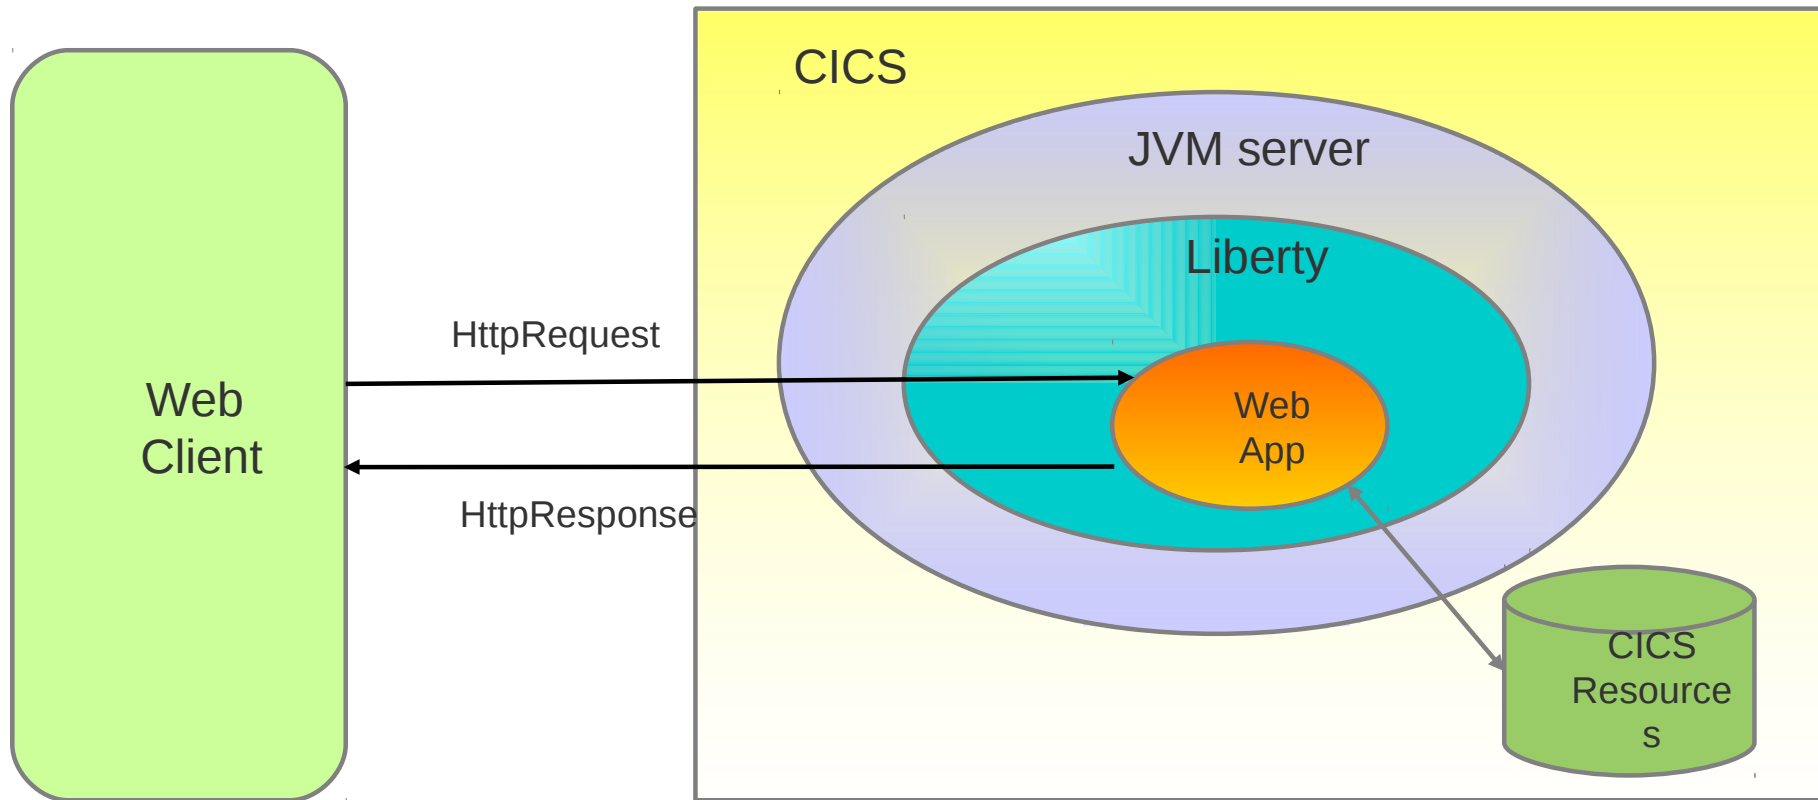 CICS
JVM server
Liberty
HttpRequest
Web
Client
Web
App
HttpResponse
CICS
Resource
s